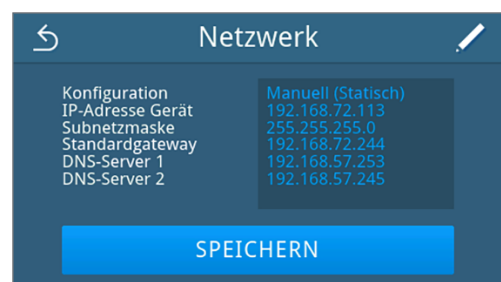 Netzwerk
Konfiguration Manuell (Statisch)
IP-Adresse Gerät 192.168.72.113
Subnetzmaske 255.255.255.0
Standardgateway 192.168.72.244
DNS-Server 1 192.168.57.253
DNS-Server 2 192.168.57.245
SPEICHERN